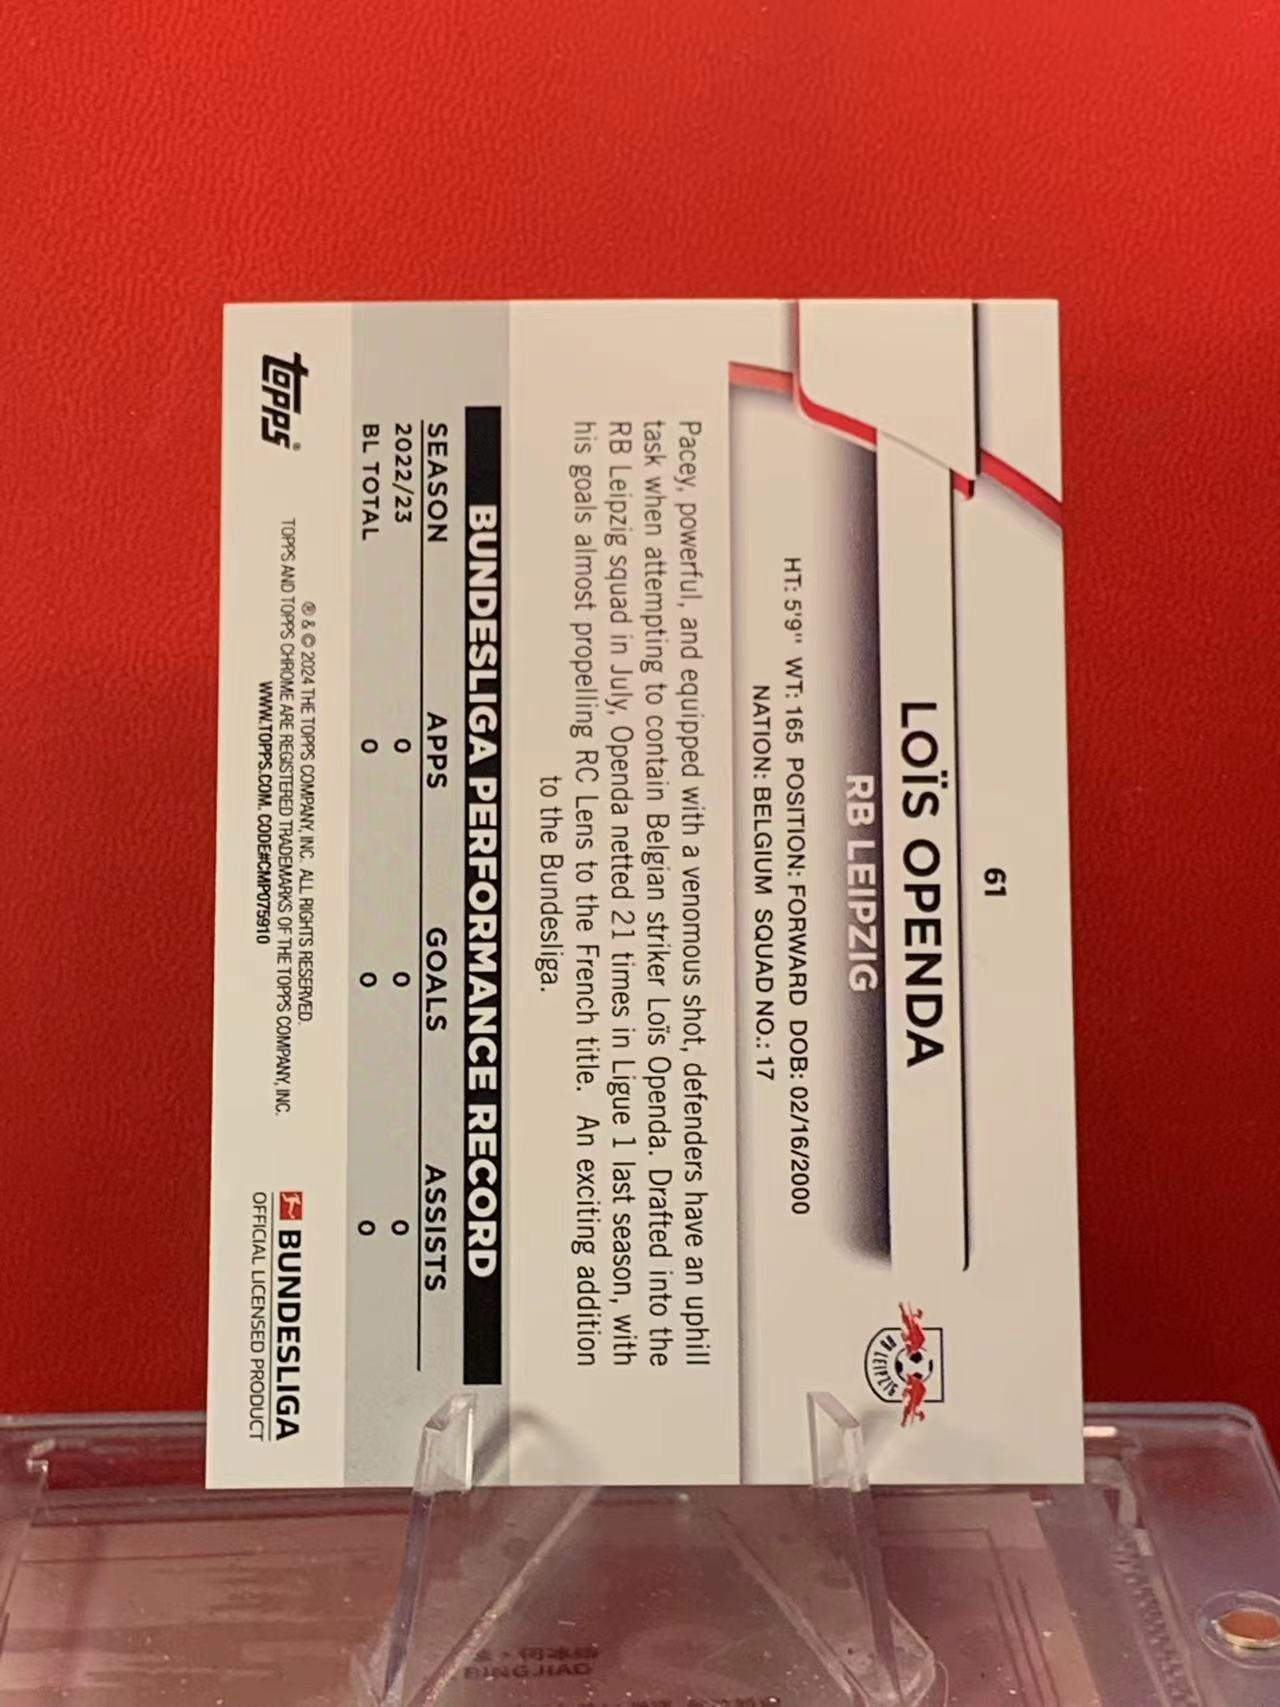 61
LOÏS OPENDA
RB LEIPZIG
HT: 5'9" WT: 165 POSITION: FORWARD DOB: 02/16/2000
NATION: BELGIUM SQUAD NO.: 17
Pacey, powerful, and equipped with a venomous shot, defenders have an uphill
task when attempting to contain Belgian striker Loïs Openda. Drafted into the
RB Leipzig squad in July, Openda netted 21 times in Ligue 1 last season, with
his goals almost propelling RC Lens to the French title. An exciting addition
to the Bundesliga.
BUNDESLIGA PERFORMANCE RECORD
SEASON APPS GOALS ASSISTS
2022/23 0 0 0
BL TOTAL 0 0 0
topps®
® & © 2024 THE TOPPS COMPANY, INC. ALL RIGHTS RESERVED.
TOPPS AND TOPPS CHROME ARE REGISTERED TRADEMARKS OF THE TOPPS COMPANY, INC.
WWW.TOPPS.COM. CODE#CMP075910
BUNDESLIGA
OFFICIAL LICENSED PRODUCT
LEIPZIG
BINGJIAO